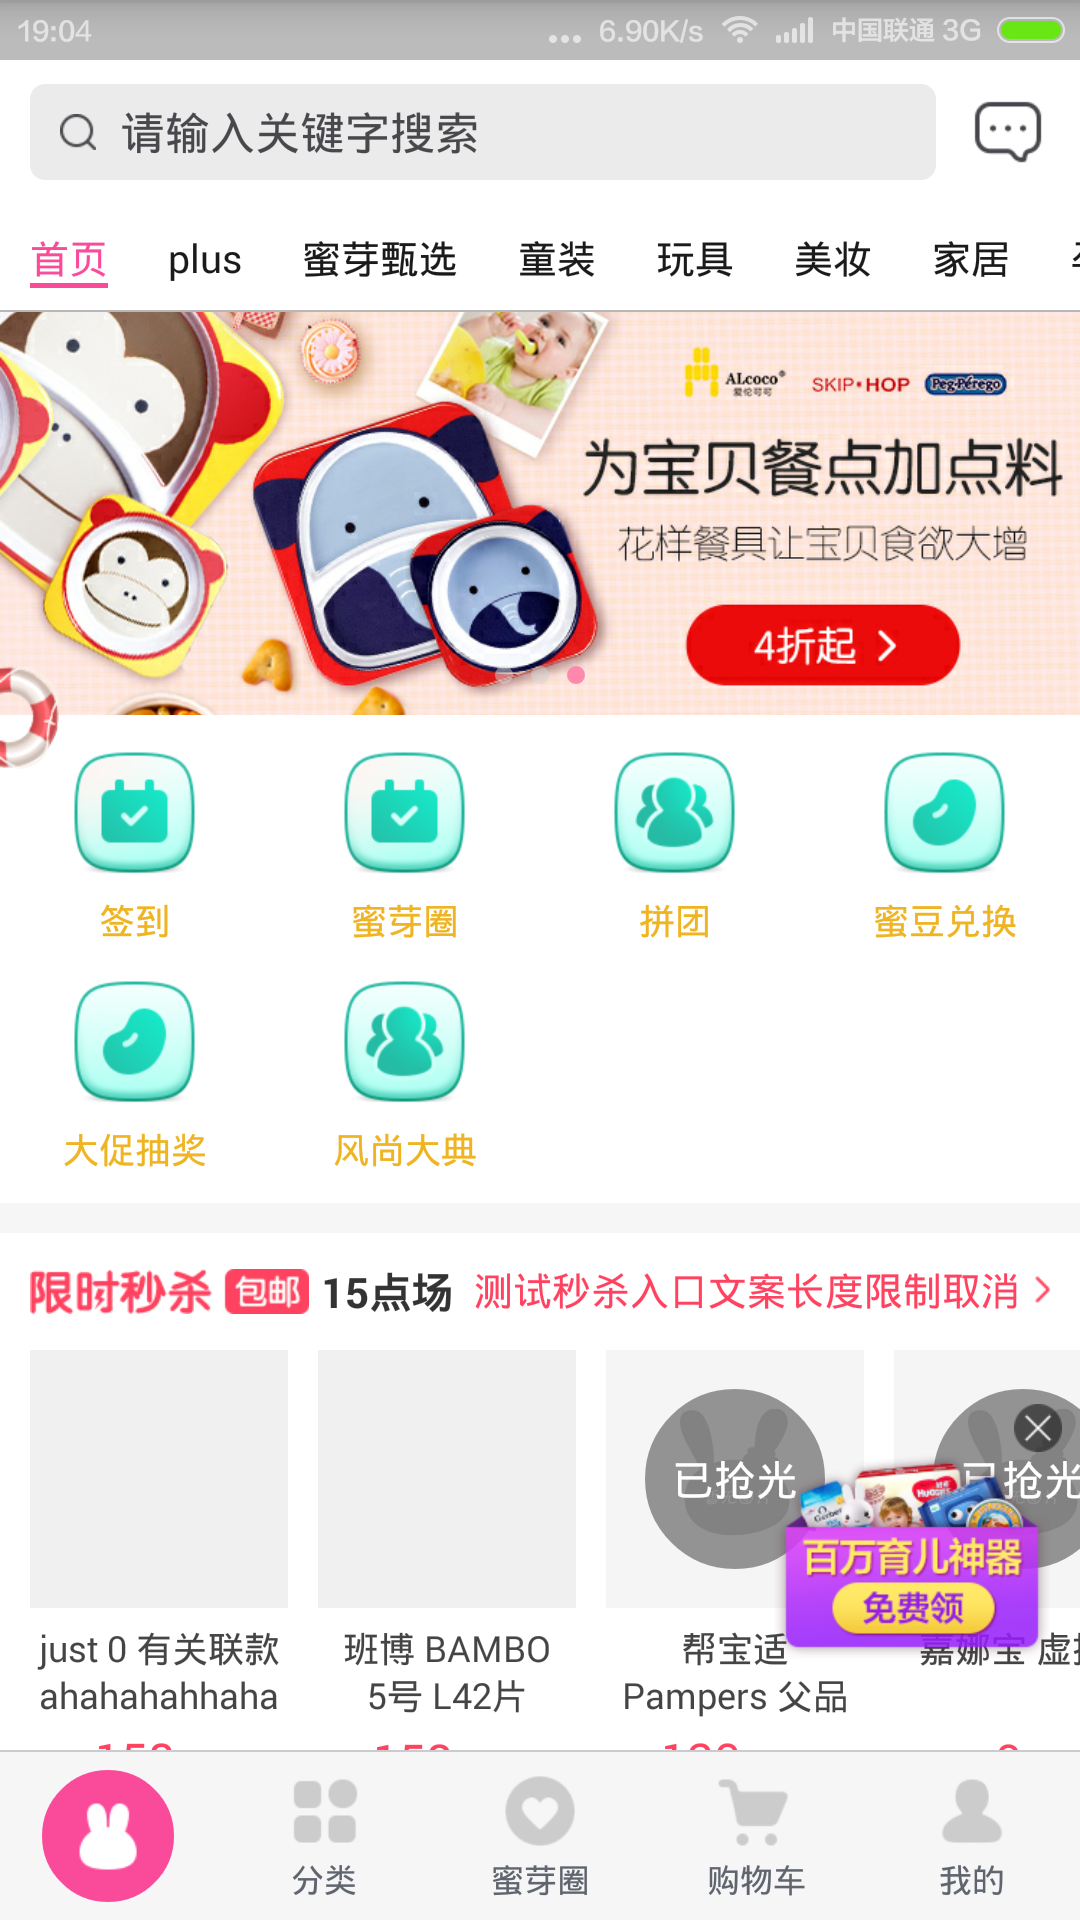 19:04 ... 6.90K/s 中国联通 3G
请输入关键字搜索
首页 plus 蜜芽甄选 童装 玩具 美妆 家居
ALcoco® 爱伦可可 SKIP·HOP Peg-Pérego
为宝贝餐点加点料
花样餐具让宝贝食欲大增
4折起 >
签到 蜜芽圈 拼团 蜜豆兑换
大促抽奖 风尚大典
限时秒杀 包邮 15点场 测试秒杀入口文案长度限制取消 >
已抢光 已抢光
百万育儿神器
免费领
just 0 有关联款 班博 BAMBO 帮宝适 嘉娜宝
ahahahahhaha 5号 L42片 Pampers 父品
分类 蜜芽圈 购物车 我的